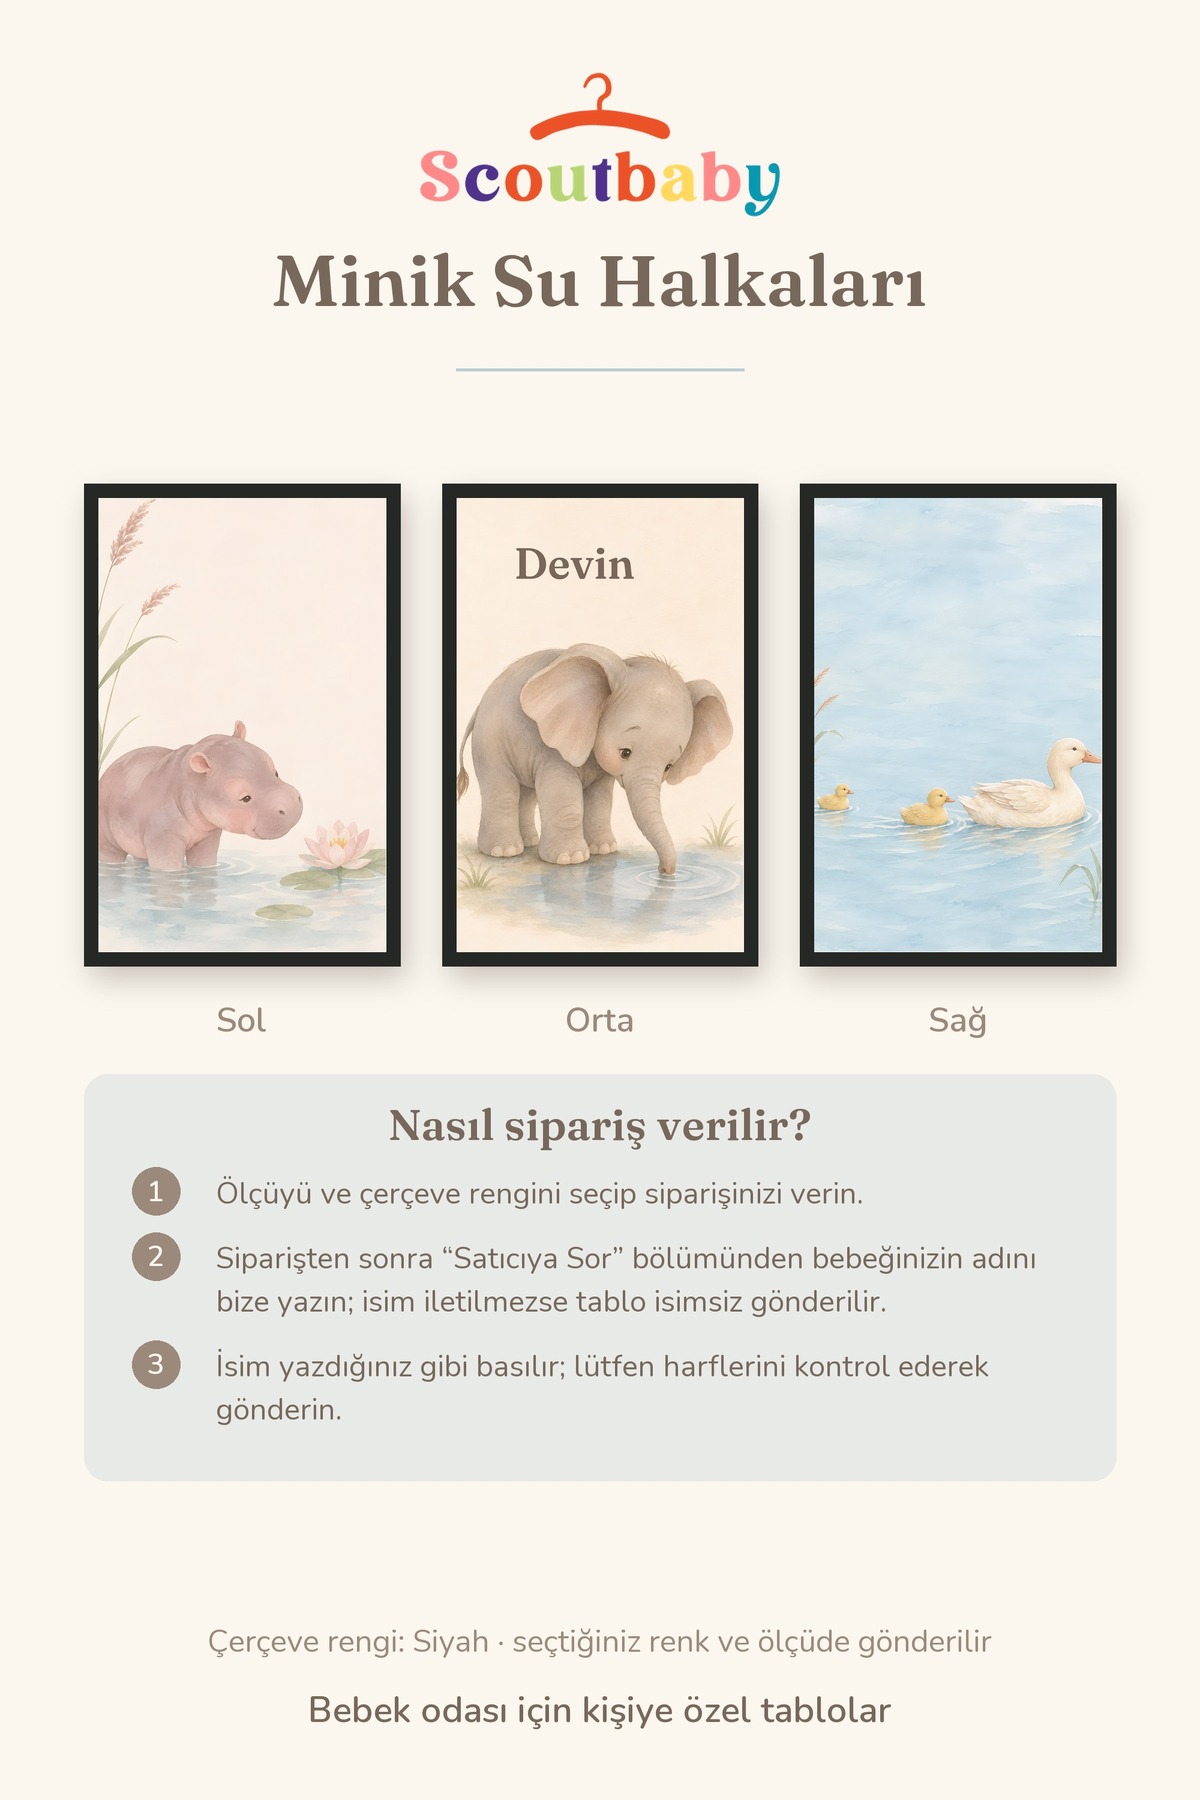 Scoutbaby
Minik Su Halkaları
Devin
Sol
Orta
Sağ
Nasıl sipariş verilir?
1 Ölçüyü ve çerçeve rengini seçip siparişinizi verin.
2 Siparişten sonra “Satıcıya Sor” bölümünden bebeğinizin adını
bize yazın; isim iletilmezse tablo isimsiz gönderilir.
3 İsim yazdığınız gibi basılır; lütfen harflerini kontrol ederek
gönderin.
Çerçeve rengi: Siyah · seçtiğiniz renk ve ölçüde gönderilir
Bebek odası için kişiye özel tablolar